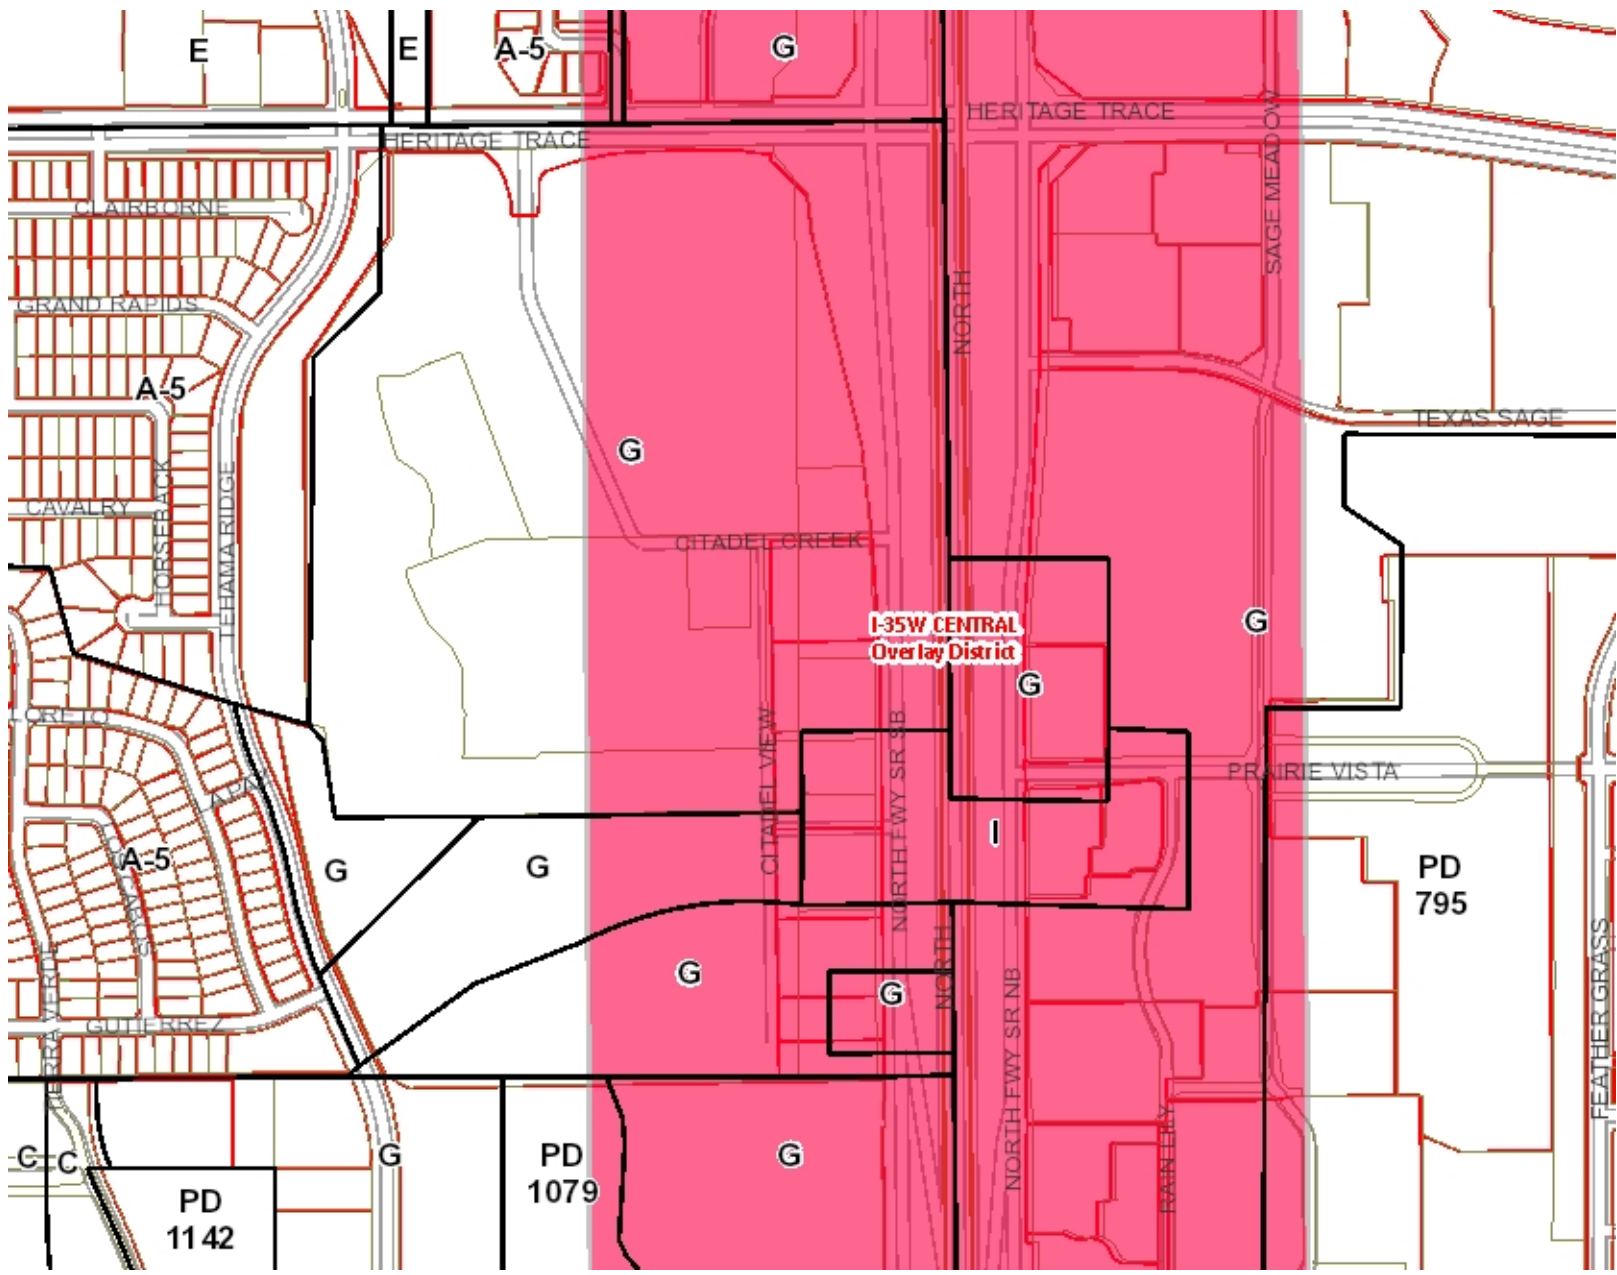 E
E
A-5
G
HERITAGE TRACE
HERITAGE TRACE
SAGE MEADOW
CLAIRBORNE
GRAND RAPIDS
NORTH
A-5
TEXAS SAGE
G
HORSEBACK
TEHAMA RIDGE
CAVALRY
CITADEL CREEK
I-35W CENTRAL
Overlay District
G
G
LORETO
CITADEL VIEW
NORTH FWY SR SB
PRAIRIE VISTA
I
A-5
G
G
PD
795
G
G
NORTH
NORTH FWY SR NB
FEATHER GRASS
GUTIERREZ
C
C
G
PD
1079
G
RAIN LILY
PD
1142